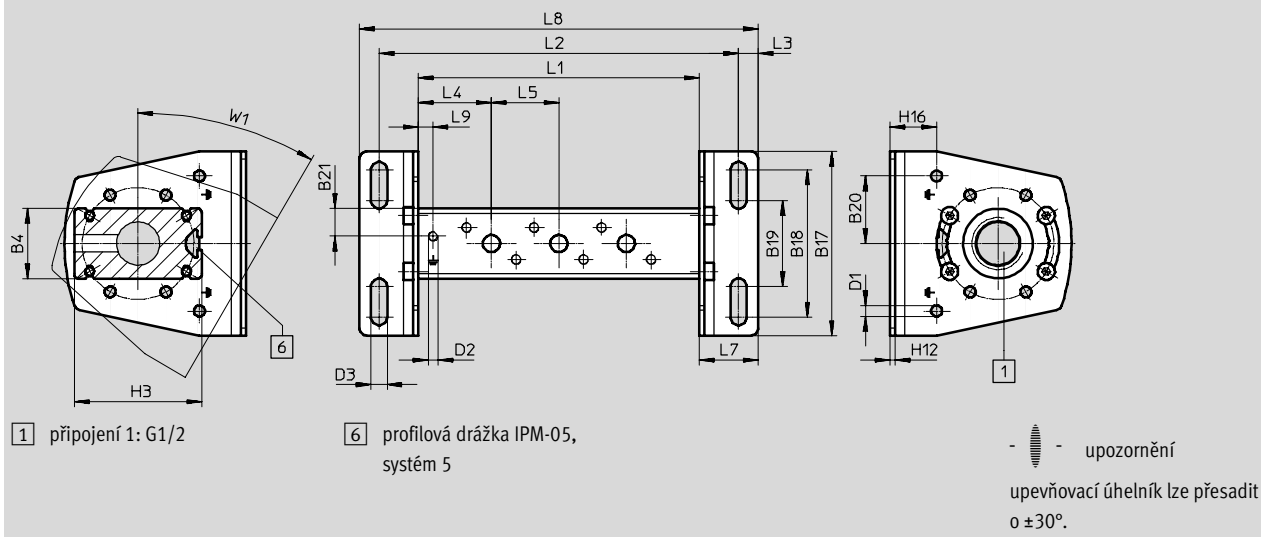 L8
L2
L3
L1
L4
L5
L9
W1
B21
B4
H3
6
D3
D2
L7
B19
B18
B17
H16
B20
D1
H12
1
1 připojení 1: G1/2
6 profilová drážka IPM-05,
systém 5
- - upozornění
upevňovací úhelník lze přesadit
o ±30°.